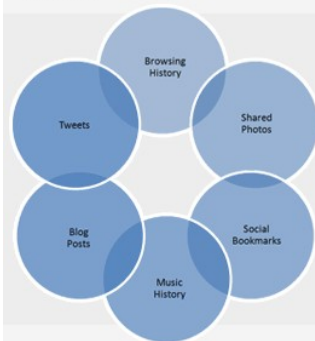 Browsing
History
Shared
Photos
Social
Bookmarks
Music
History
Blog
Posts
Tweets